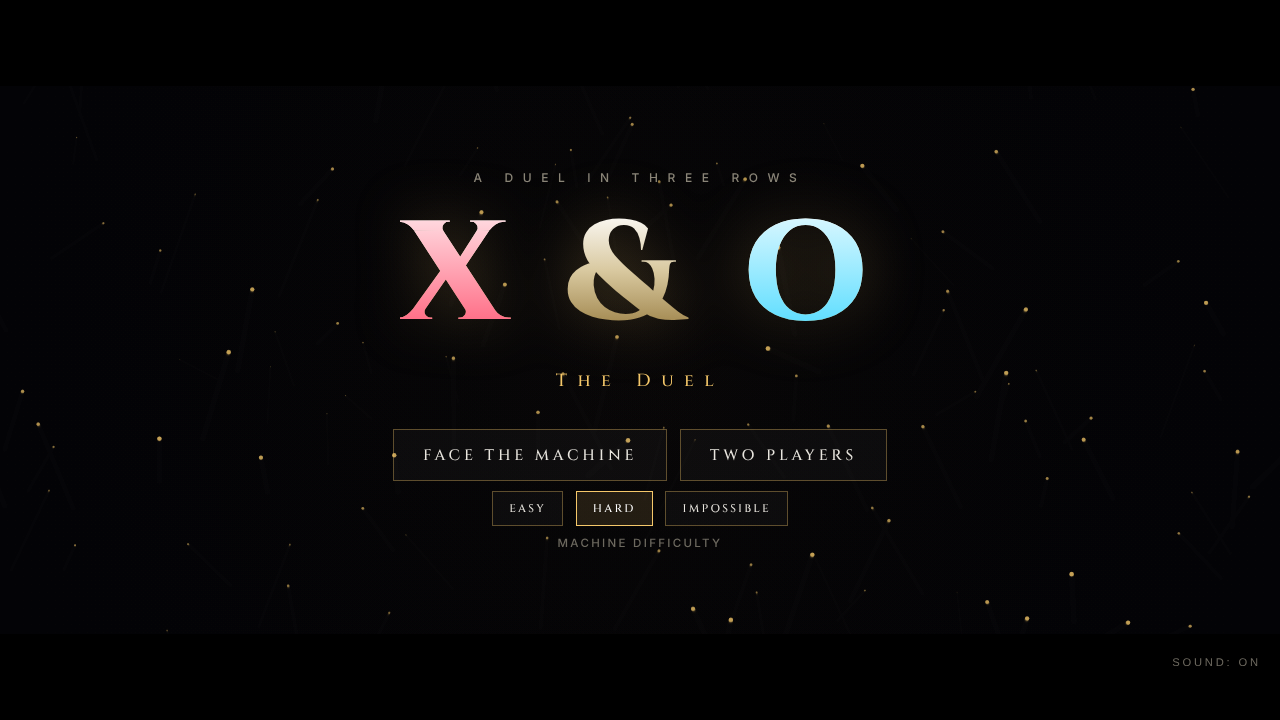 A DUEL IN THREE ROWS
X & O
The Duel
FACE THE MACHINE TWO PLAYERS
EASY HARD IMPOSSIBLE
MACHINE DIFFICULTY
SOUND: ON